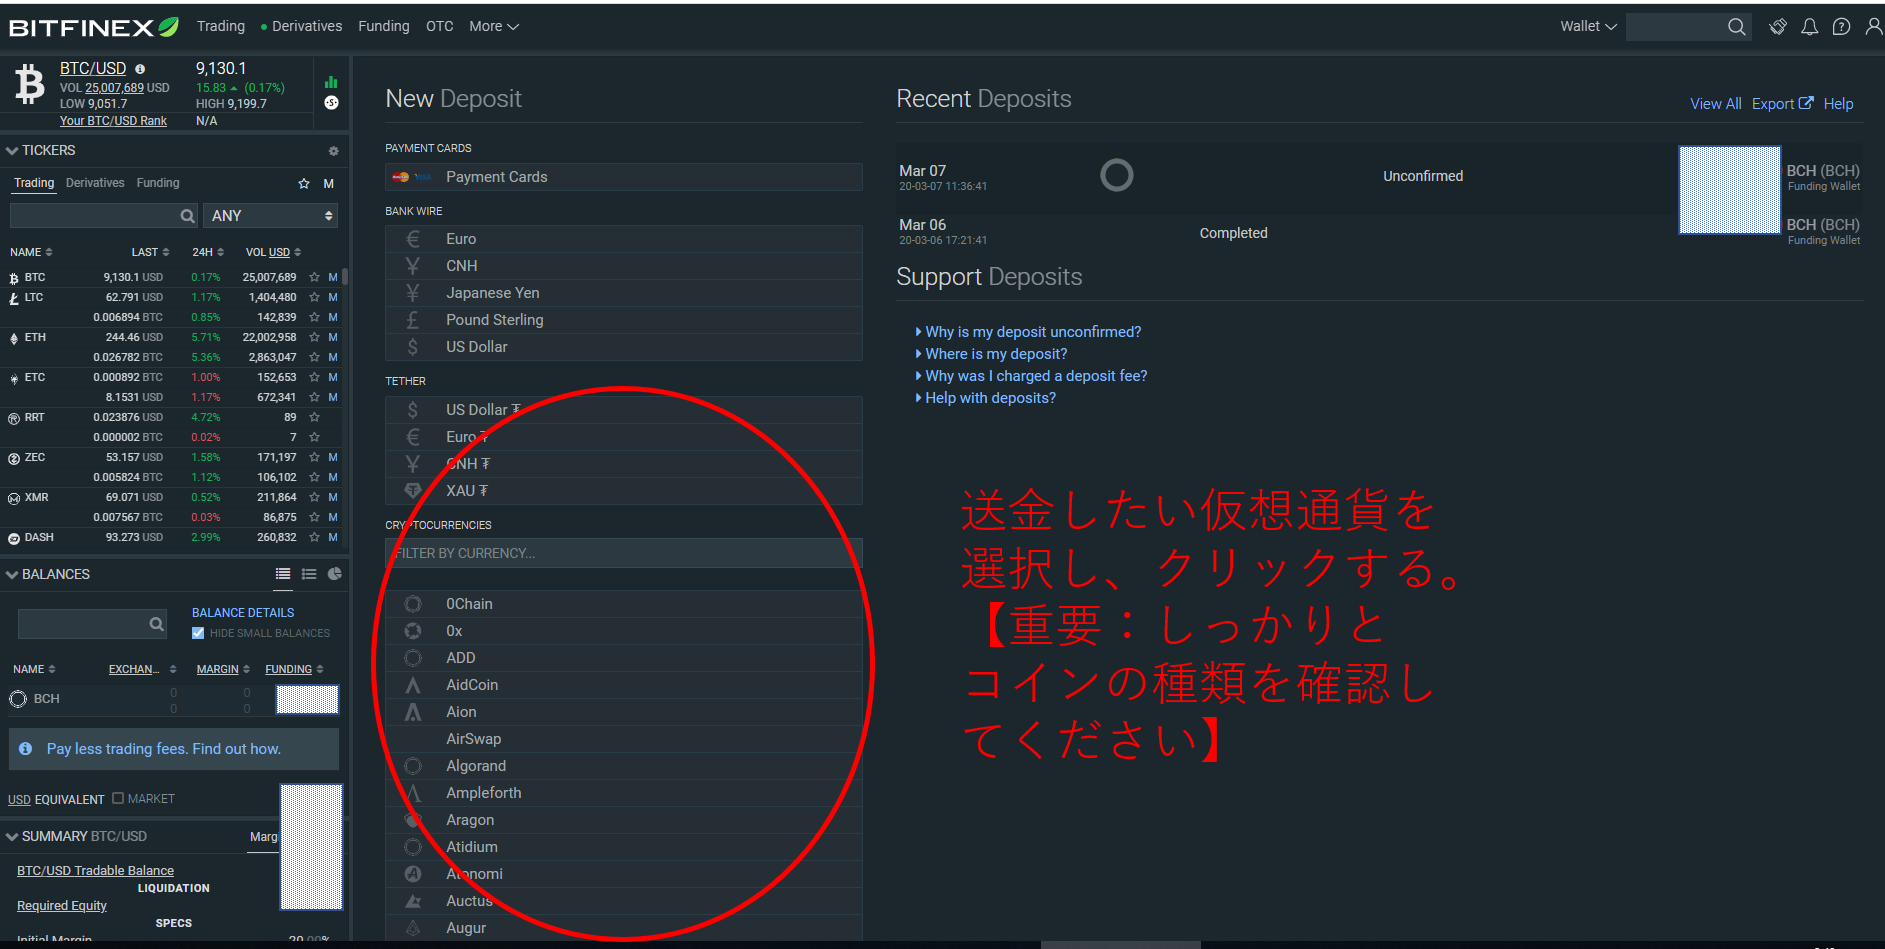 BITFINEX Trading Derivatives Funding OTC More Wallet
BTC/USD 9,130.1
VOL 25,007,689 USD 15.83 (0.17%)
LOW 9,051.7 HIGH 9,199.7
Your BTC/USD Rank N/A
TICKERS
Trading Derivatives Funding M
ANY
NAME LAST 24H VOL USD
BTC 9,130.1 USD 0.17% 25,007,689 M
LTC 62.791 USD 1.17% 1,404,480 M
0.006894 BTC 0.85% 142,839 M
ETH 244.46 USD 5.71% 22,002,958 M
0.026782 BTC 5.36% 2,863,047 M
ETC 0.000892 BTC 1.00% 152,653 M
8.1531 USD 1.17% 672,341 M
RRT 0.023876 USD 4.72% 89
0.000002 BTC 0.02% 7
ZEC 53.157 USD 1.58% 171,197 M
0.005824 BTC 1.12% 106,102 M
XMR 69.071 USD 0.52% 211,864 M
0.007567 BTC 0.03% 86,875 M
DASH 93.273 USD 2.99% 260,832 M
BALANCES
BALANCE DETAILS
HIDE SMALL BALANCES
NAME EXCHAN... MARGIN FUNDING
BCH 0 0
0 0
Pay less trading fees. Find out how.
USD EQUIVALENT MARKET
SUMMARY BTC/USD Marg
BTC/USD Tradable Balance
LIQUIDATION
Required Equity
SPECS
Initial Margin 20.00%
New Deposit
PAYMENT CARDS
Payment Cards
BANK WIRE
€ Euro
¥ CNH
¥ Japanese Yen
£ Pound Sterling
$ US Dollar
TETHER
$ US Dollar ₮
€ Euro ₮
¥ CNH ₮
XAU ₮
CRYPTOCURRENCIES
FILTER BY CURRENCY...
0Chain
0x
ADD
AidCoin
Aion
AirSwap
Algorand
Ampleforth
Aragon
Atidium
Atonomi
Auctus
Augur
Recent Deposits View All Export Help
Mar 07 Unconfirmed BCH (BCH)
20-03-07 11:36:41 Funding Wallet
Mar 06 Completed BCH (BCH)
20-03-06 17:21:41 Funding Wallet
Support Deposits
Why is my deposit unconfirmed?
Where is my deposit?
Why was I charged a deposit fee?
Help with deposits?
送金したい仮想通貨を
選択し、クリックする。
【重要：しっかりと
コインの種類を確認し
てください】